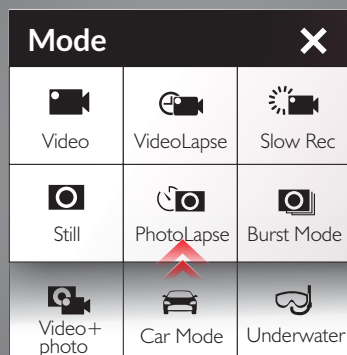 Mode
Video VideoLapse Slow Rec
Still PhotoLapse Burst Mode
Video+
photo Car Mode Underwater